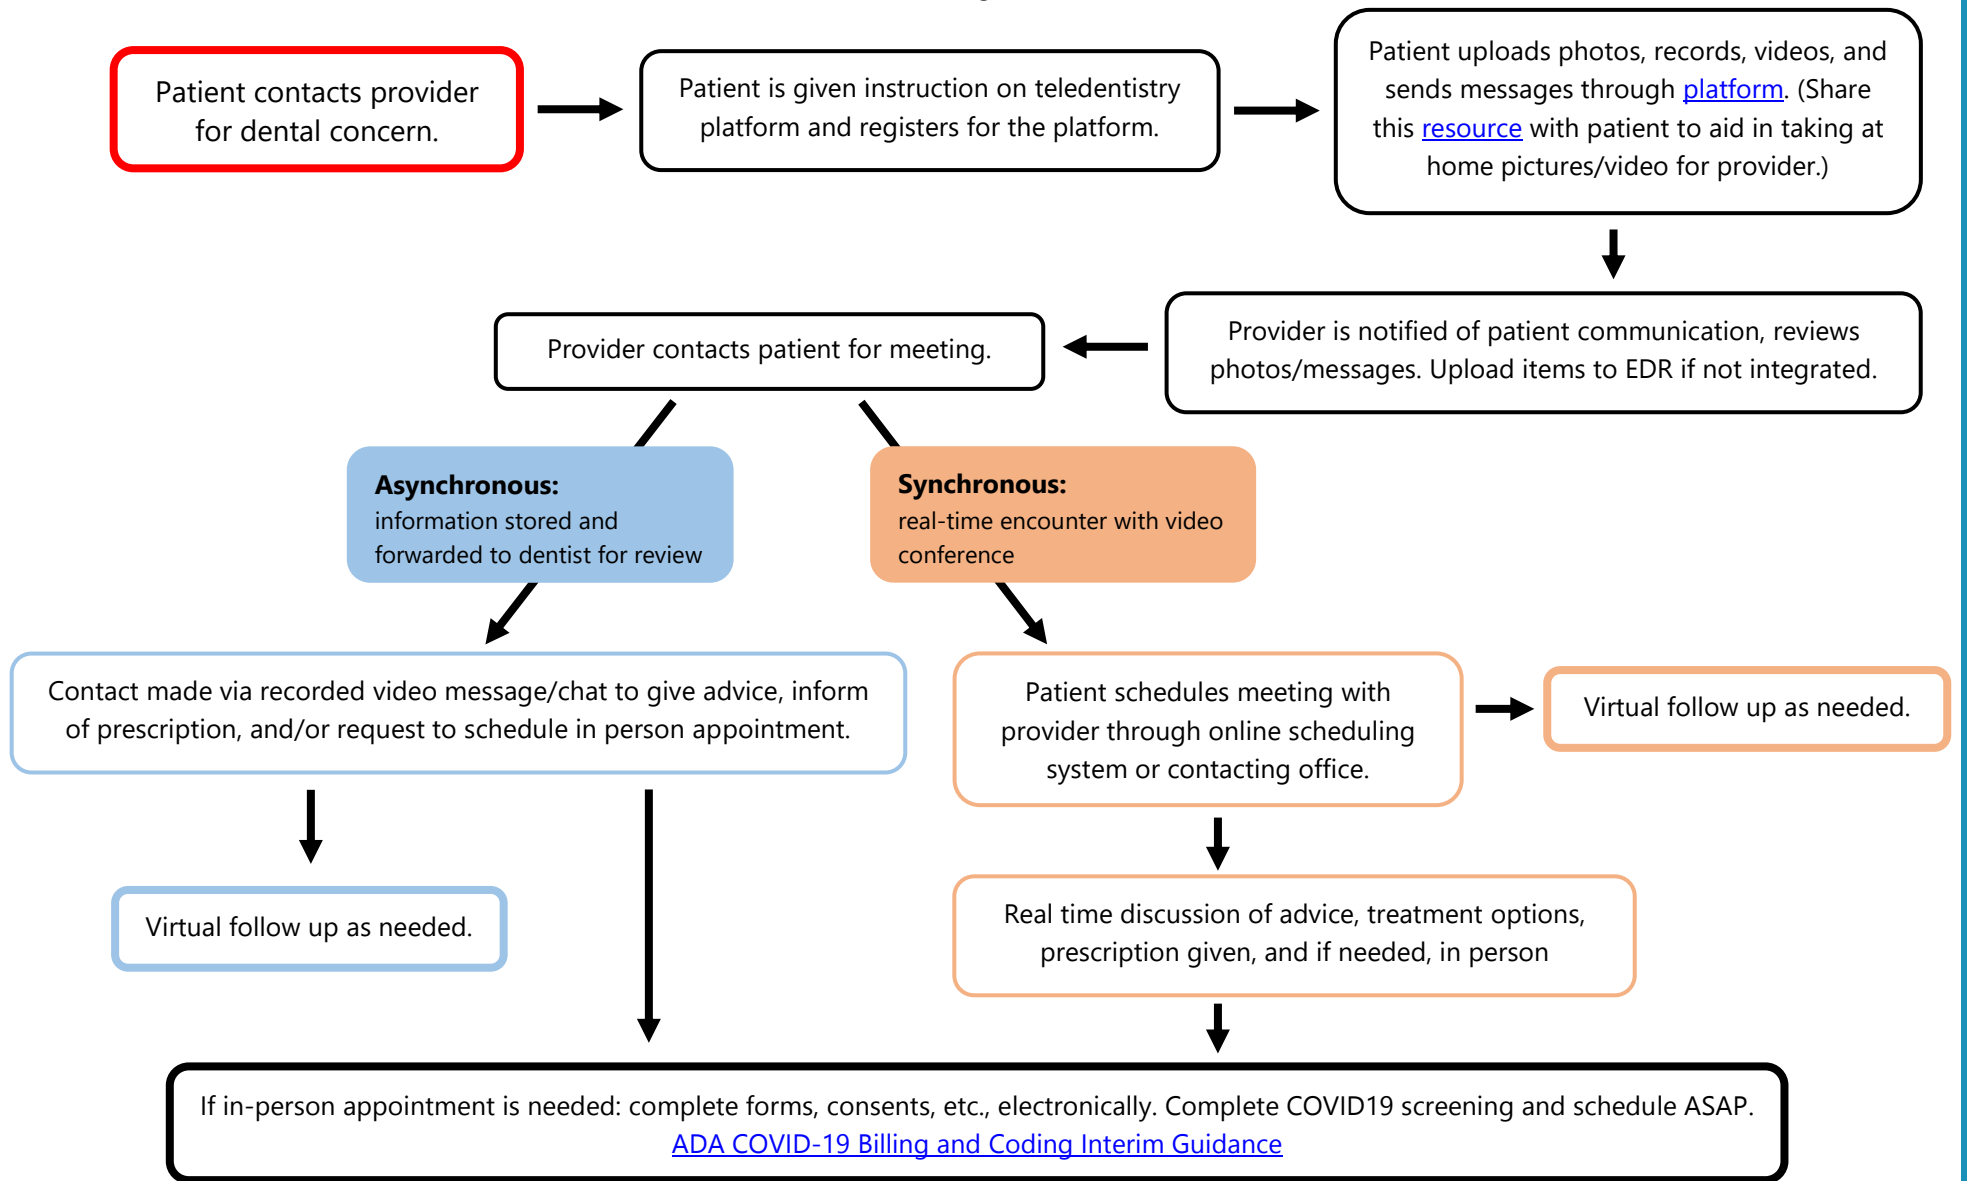 Patient contacts provider
for dental concern.
Patient is given instruction on teledentistry
platform and registers for the platform.
Patient uploads photos, records, videos, and
sends messages through platform. (Share
this resource with patient to aid in taking at
home pictures/video for provider.)
Provider is notified of patient communication, reviews
photos/messages. Upload items to EDR if not integrated.
Provider contacts patient for meeting.
Asynchronous:
information stored and
forwarded to dentist for review
Synchronous:
real-time encounter with video
conference
Contact made via recorded video message/chat to give advice, inform
of prescription, and/or request to schedule in person appointment.
Patient schedules meeting with
provider through online scheduling
system or contacting office.
Virtual follow up as needed.
Virtual follow up as needed.
Real time discussion of advice, treatment options,
prescription given, and if needed, in person
If in-person appointment is needed: complete forms, consents, etc., electronically. Complete COVID19 screening and schedule ASAP.
ADA COVID-19 Billing and Coding Interim Guidance